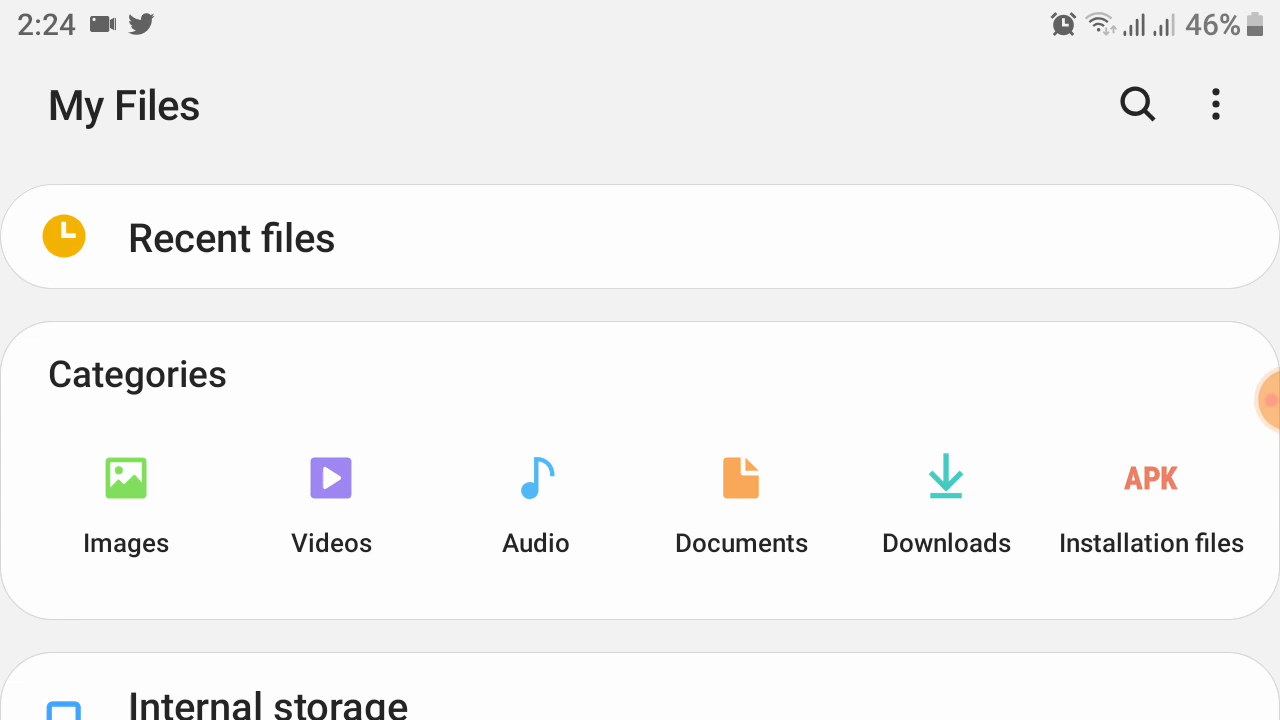 2:24 46%
My Files
Recent files
Categories
APK
Images Videos Audio Documents Downloads Installation files
Internal storage